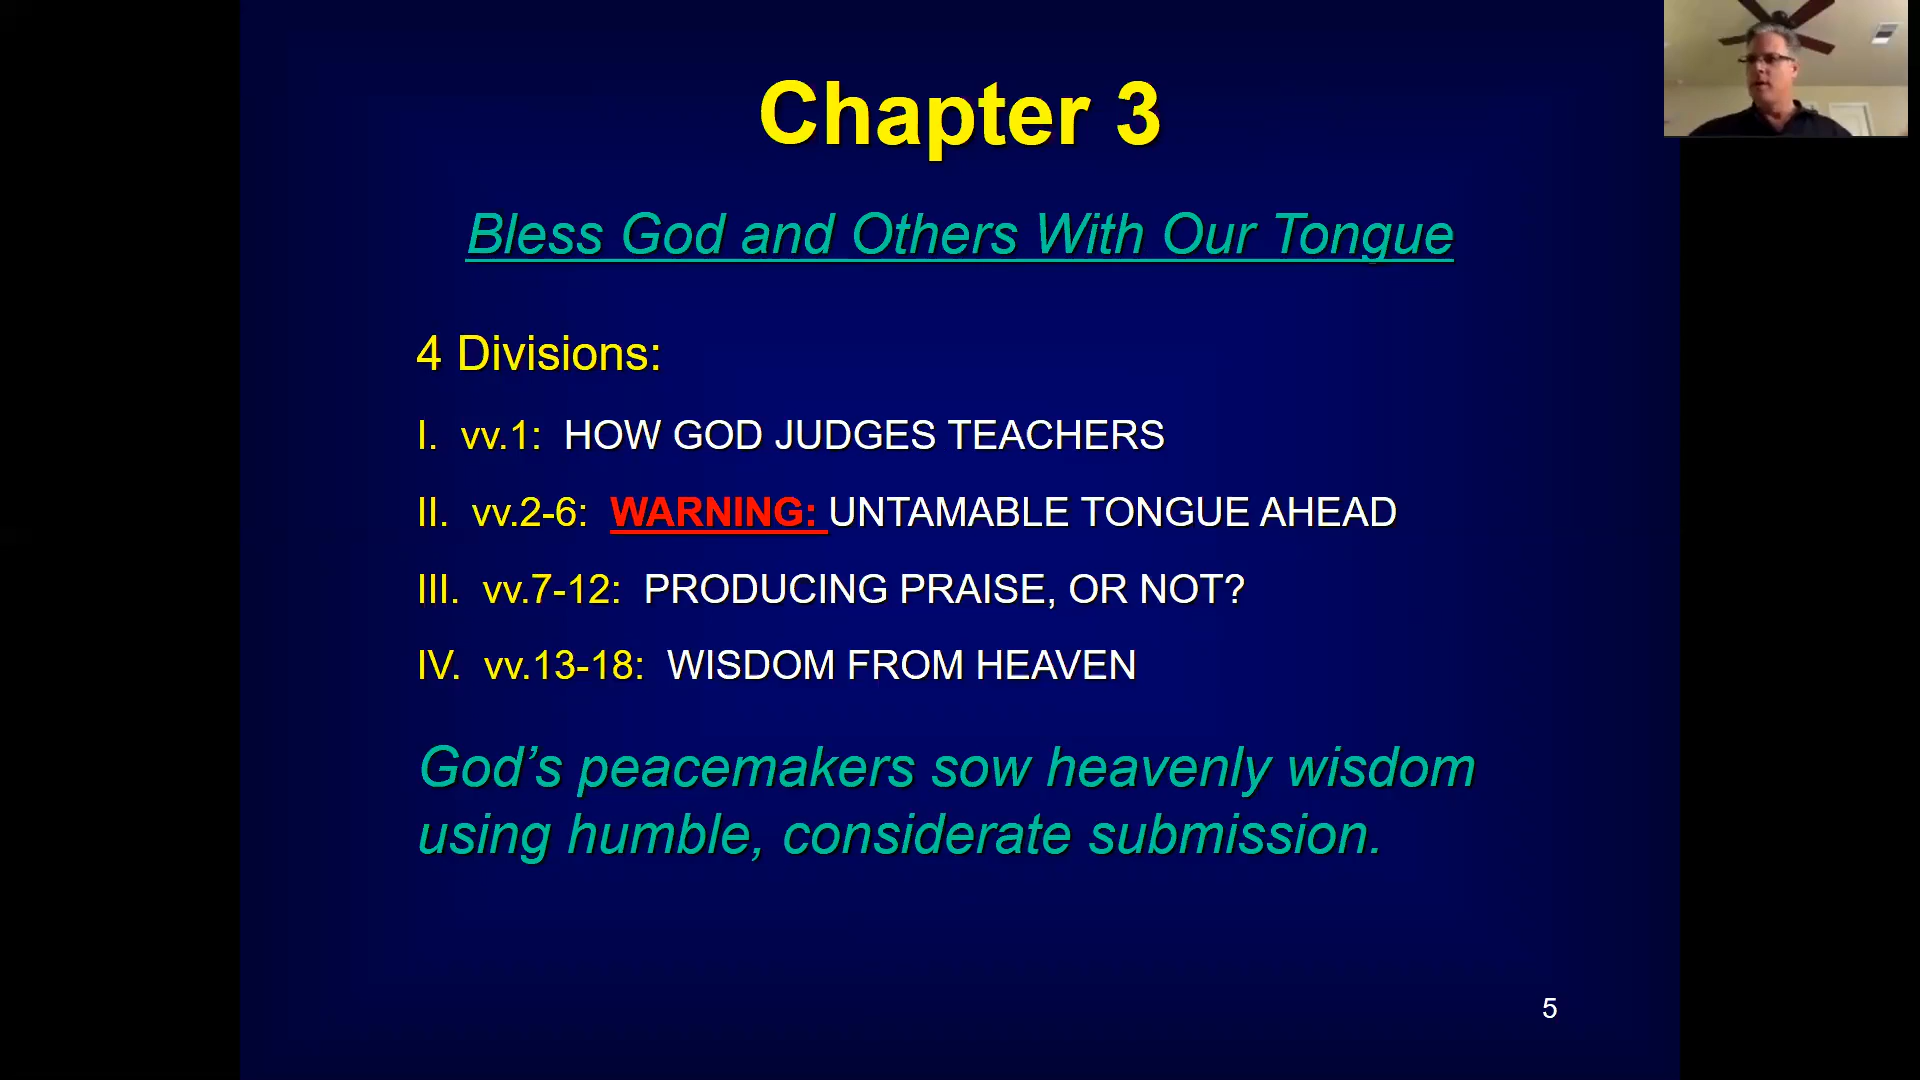 Chapter 3
Bless God and Others With Our Tongue
4 Divisions:
I. vv.1: HOW GOD JUDGES TEACHERS
II. vv.2-6: WARNING: UNTAMABLE TONGUE AHEAD
III. vv.7-12: PRODUCING PRAISE, OR NOT?
IV. vv.13-18: WISDOM FROM HEAVEN
God’s peacemakers sow heavenly wisdom
using humble, considerate submission.
5